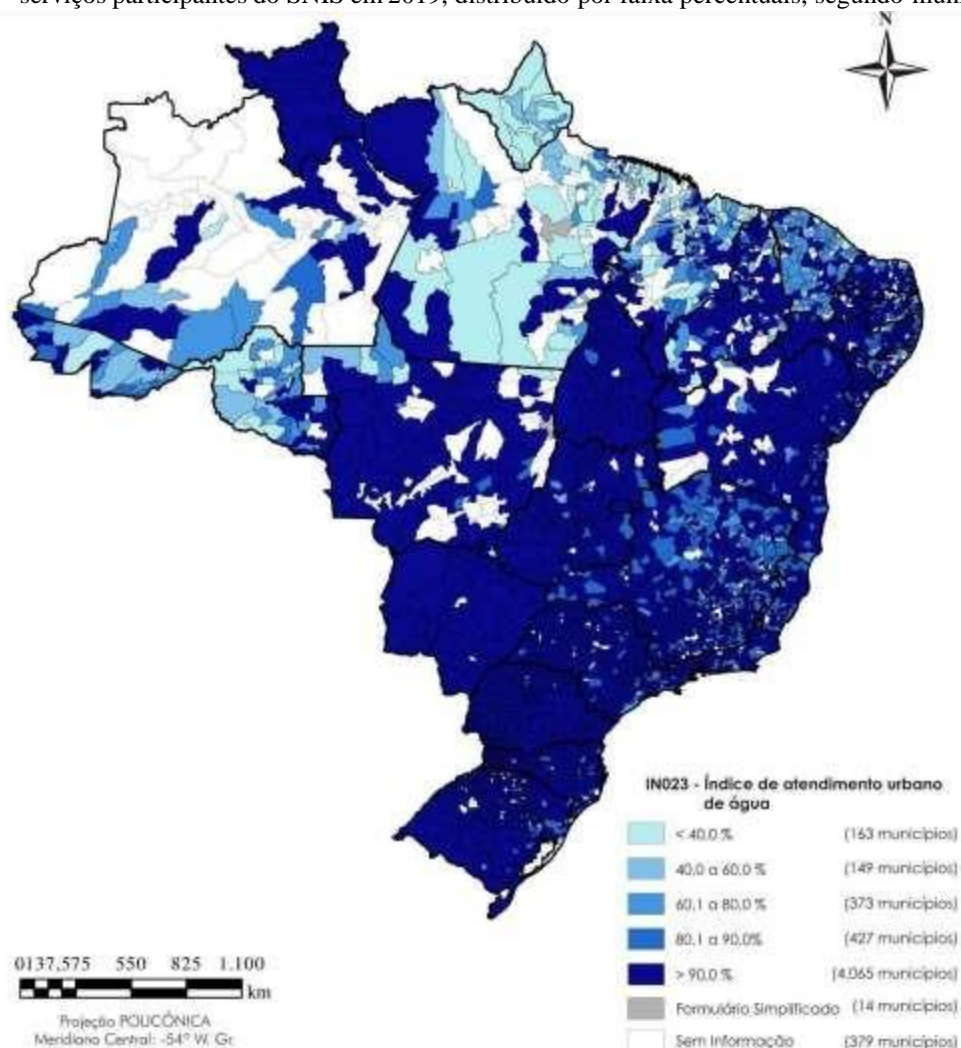 serviços participantes do SNIS em 2019, distribuído por faixa percentuais, segundo
N
IN023 - Índice de atendimento urbano
de água
< 40,0 % (163 municípios)
40,0 a 60,0 % (149 municípios)
60,1 a 80,0 % (373 municípios)
80,1 a 90,0% (427 municípios)
> 90,0 % (4.065 municípios)
Formulário Simplificado (14 municípios)
Sem Informação (379 municípios)
0137,575 550 825 1.100
km
Projeção POLICÔNICA
Meridiano Central: -54° W. Gr.